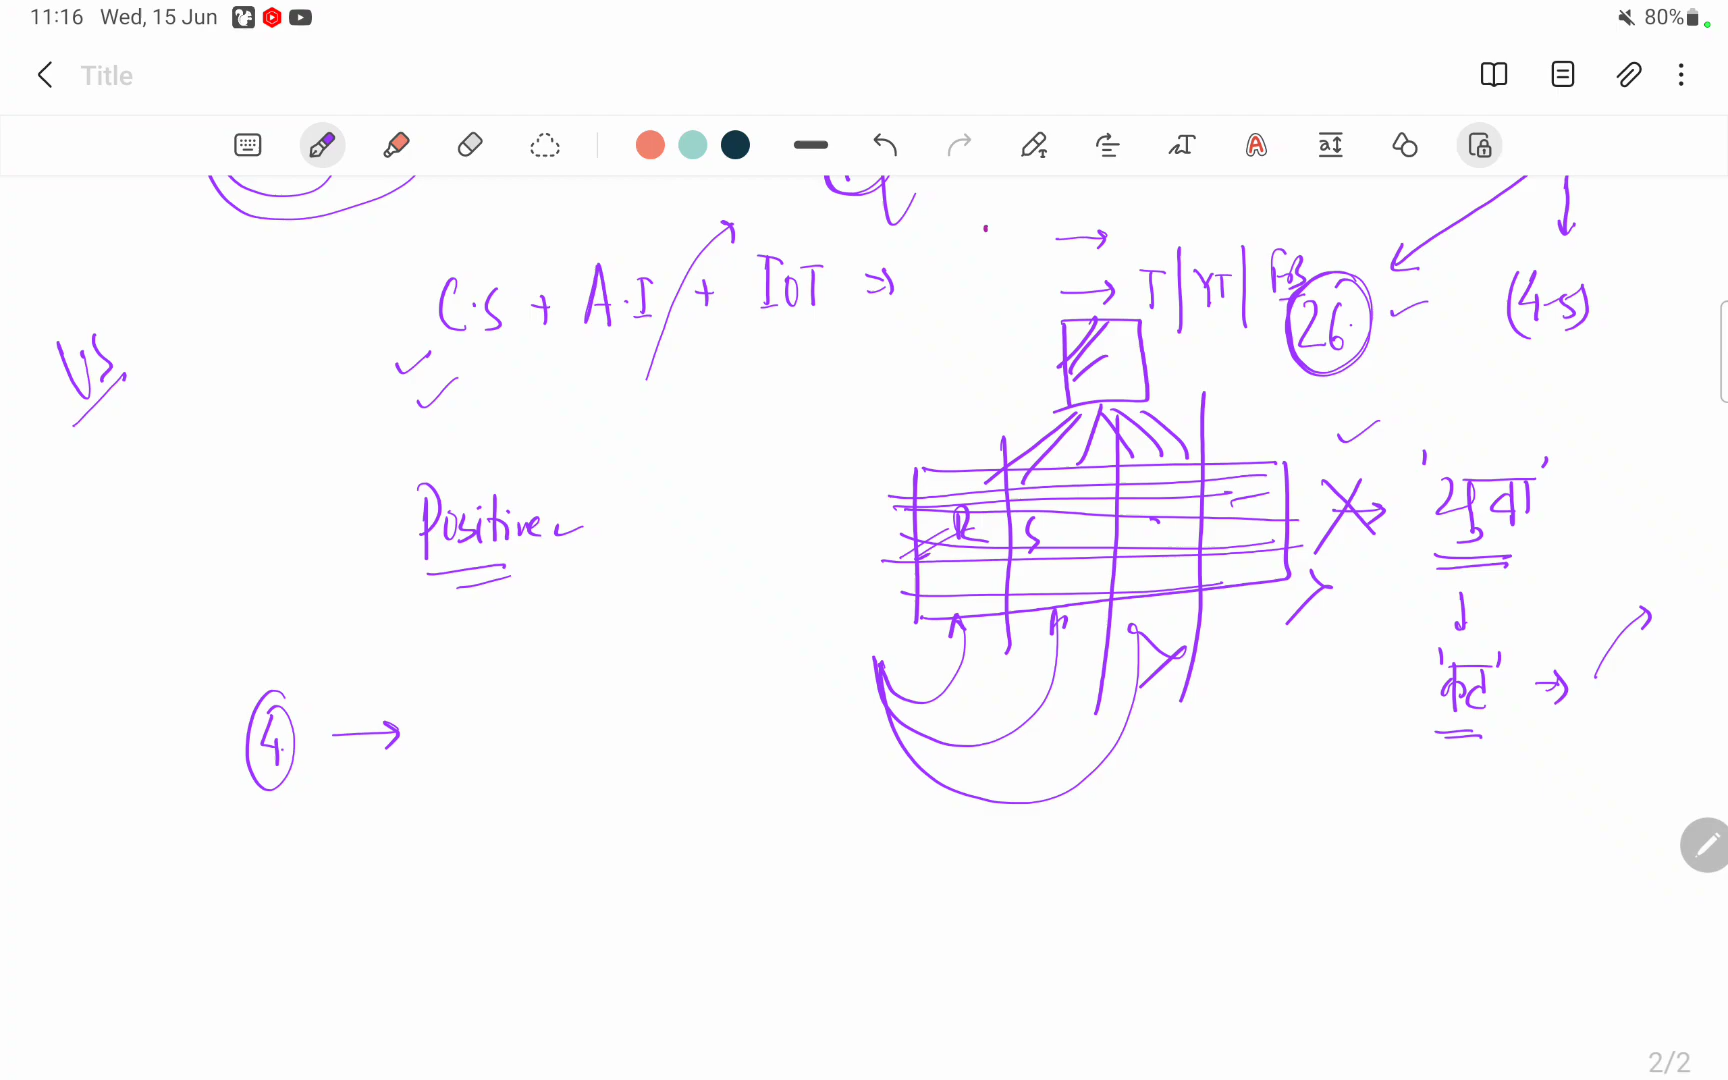 11:16 Wed, 15 Jun 80%
Title
C.S + A.I + IoT ⇒
→ T | YT | FB
26 (4-5)
Vs.
Positive
R S
4. →
2/2